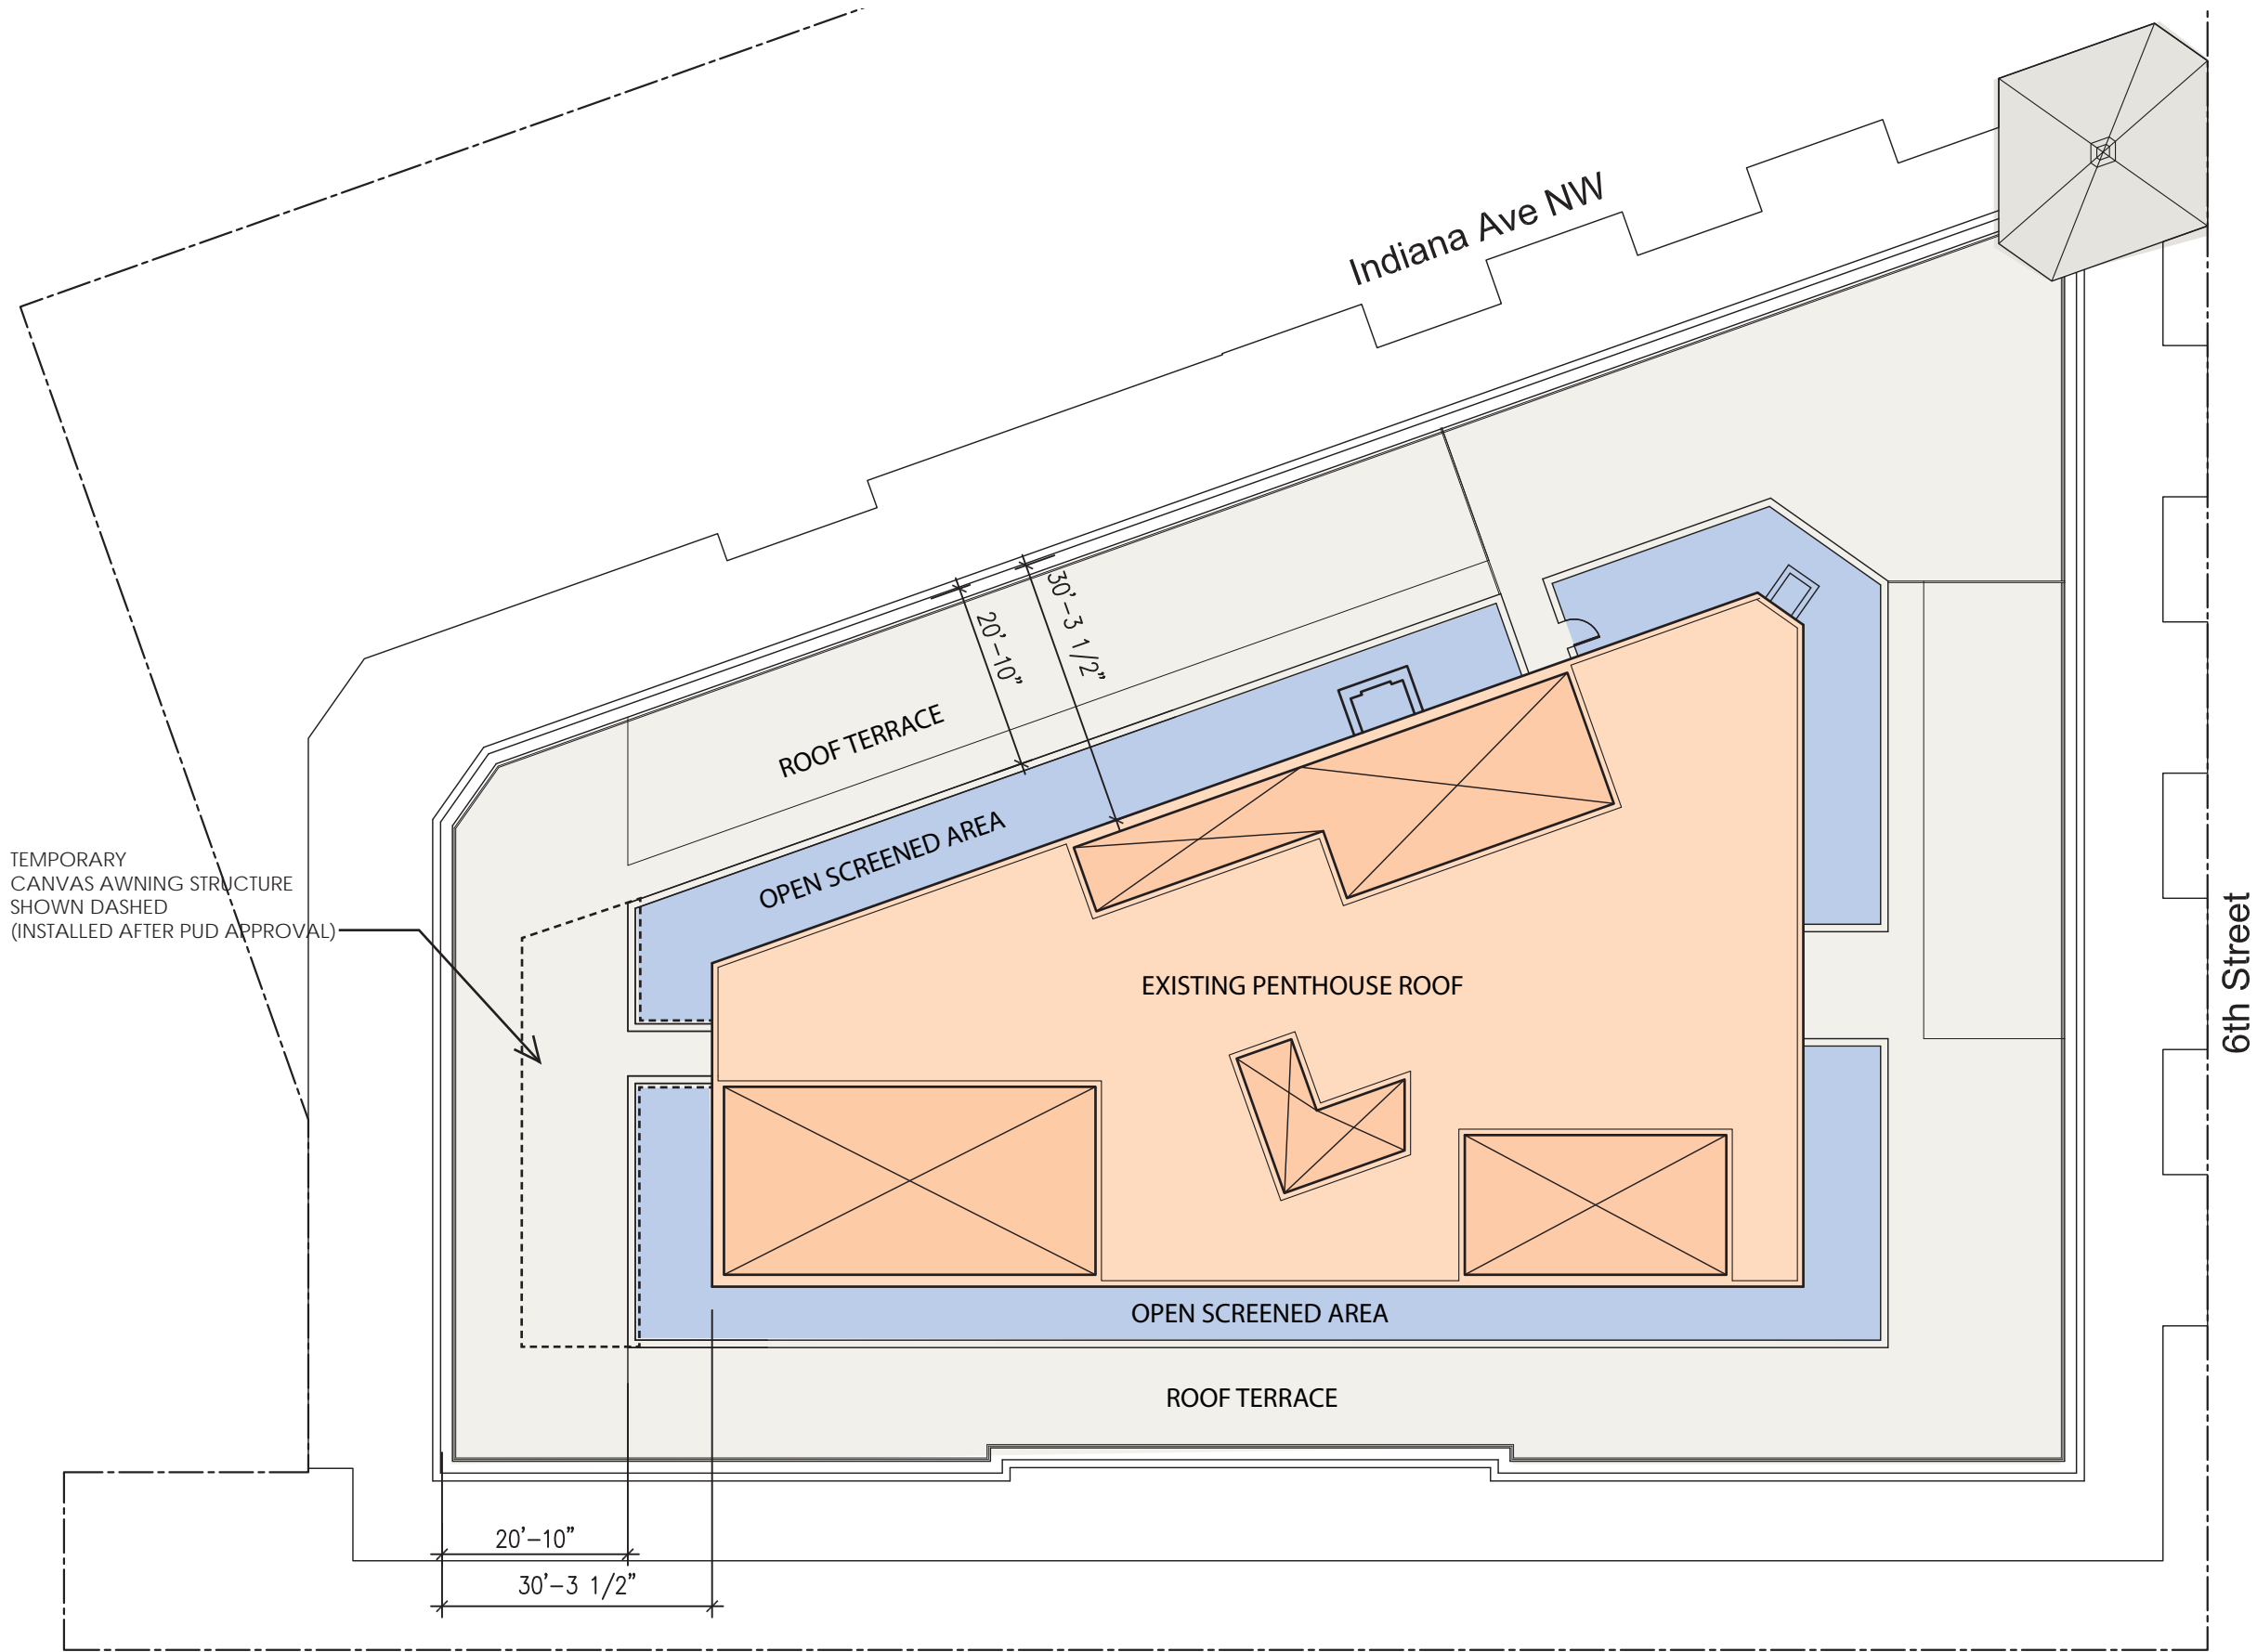 Indiana Ave NW
30'-3 1/2"
20'-10"
ROOF TERRACE
OPEN SCREENED AREA
TEMPORARY
CANVAS AWNING STRUCTURE
SHOWN DASHED
(INSTALLED AFTER PUD APPROVAL)
6th Street
EXISTING PENTHOUSE ROOF
OPEN SCREENED AREA
ROOF TERRACE
20'-10"
30'-3 1/2"